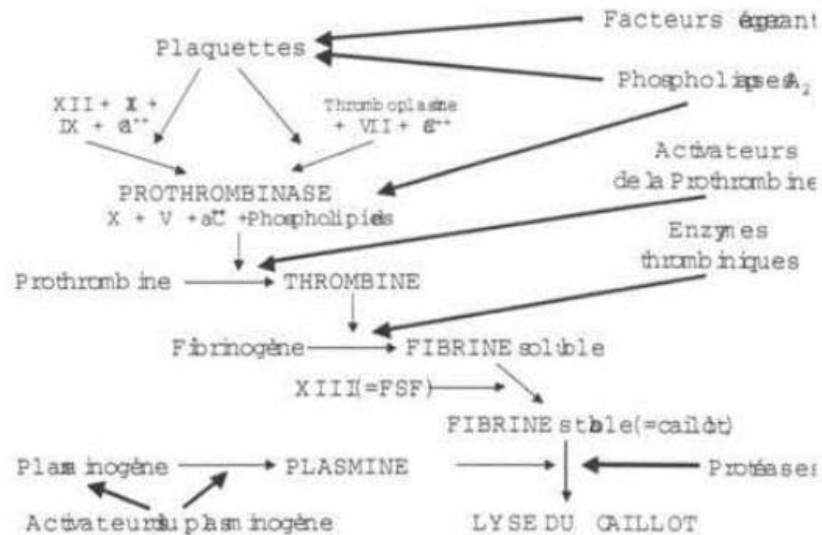 Facteurs
Plaquettes
Phospholipases A₂
XII + XI +
IX + Ca⁺⁺
Thromboplastine
+ VII + Ca⁺⁺
Activateurs
de la Prothrombine
PROTHROMBINASE
X + V + Ca⁺⁺ + Phospholipides
Enzymes
thrombiniques
Prothrombine
THROMBINE
Fibrinogène
FIBRINE soluble
XIII (=FSF)
FIBRINE stable (=caillot)
Plasminogène
PLASMINE
Protéases
Activateurs du plasminogène
LYSE DU CAILLOT